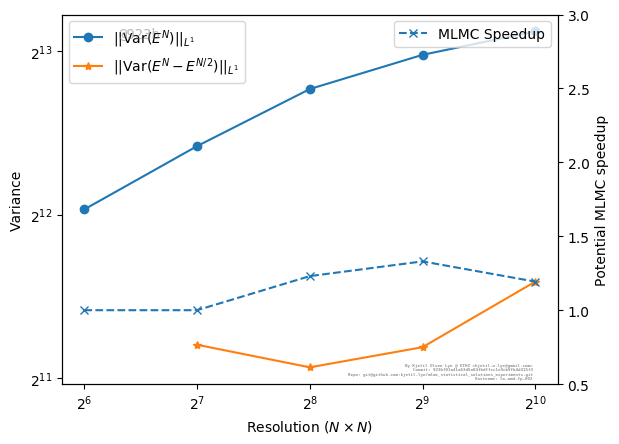 ||Var(E^N)||_{L^1}
||Var(E^N − E^{N/2})||_{L^1}
MLMC Speedup
2^13
2^12
2^11
Variance
3.0
2.5
2.0
1.5
1.0
0.5
Potential MLMC speedup
2^6
2^7
2^8
2^9
2^10
Resolution (N × N)